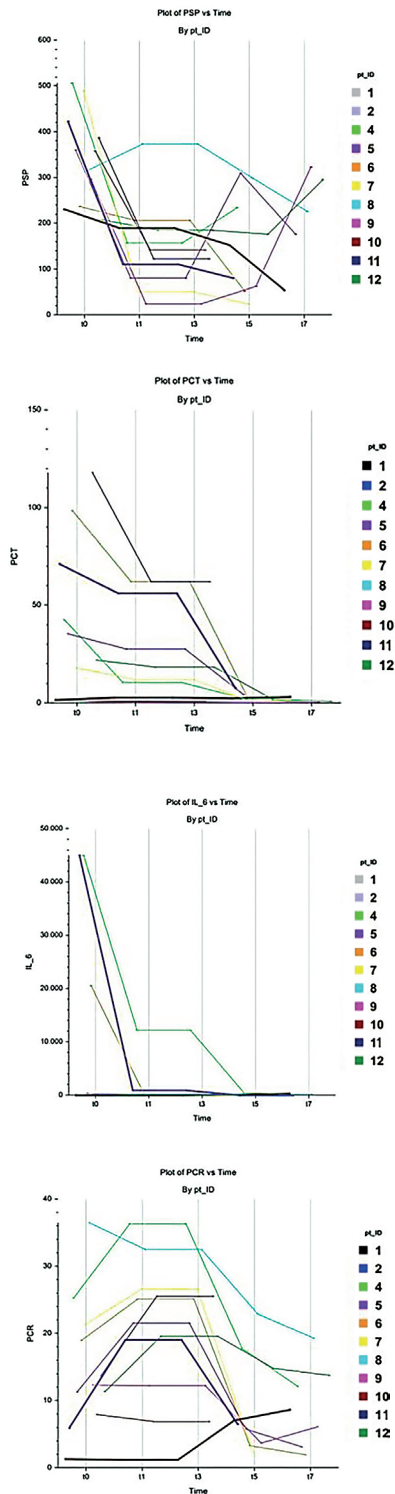 Plot of PSP vs Time
By pt_ID
600
500
400
300
200
100
0
PSP
t0 t1 t3 t5 t7
Time
pt_ID
1
2
4
5
6
7
8
9
10
11
12
Plot of PCT vs Time
By pt_ID
150
100
50
0
PCT
t0 t1 t3 t5 t7
Time
pt_ID
1
2
4
5
6
7
8
9
10
11
12
Plot of IL_6 vs Time
By pt_ID
50 000
40 000
30 000
20 000
10 000
0
IL_6
t0 t1 t3 t5 t7
Time
pt_ID
1
2
4
5
6
7
8
9
10
11
12
Plot of PCR vs Time
By pt_ID
40
30
20
10
0
PCR
t0 t1 t3 t5 t7
Time
pt_ID
1
2
4
5
6
7
8
9
10
11
12